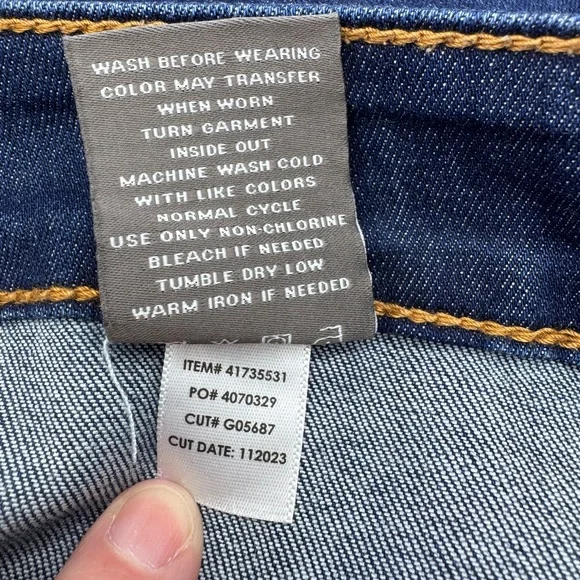 WASH BEFORE WEARING
COLOR MAY TRANSFER
WHEN WORN
TURN GARMENT
INSIDE OUT
MACHINE WASH COLD
WITH LIKE COLORS
NORMAL CYCLE
USE ONLY NON-CHLORINE
BLEACH IF NEEDED
TUMBLE DRY LOW
WARM IRON IF NEEDED
ITEM# 41735531
PO# 4070329
CUT# G05687
CUT DATE: 112023